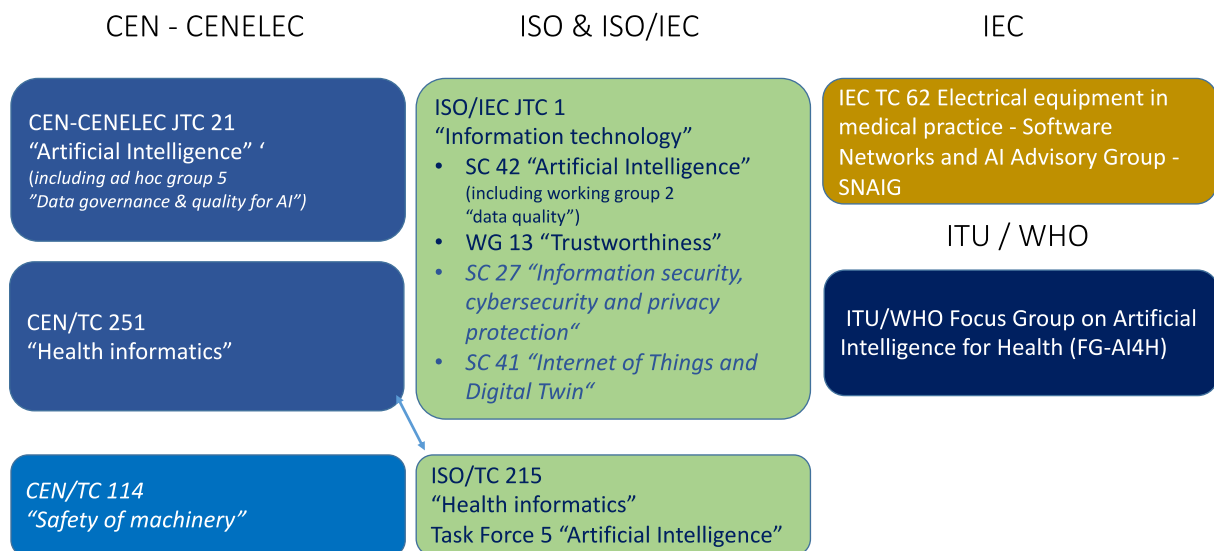 CEN - CENELEC
CEN-CENELEC JTC 21
“Artificial Intelligence” ‘
(including ad hoc group 5
”Data governance & quality for AI”)
CEN/TC 251
“Health informatics”
CEN/TC 114
“Safety of machinery”
ISO & ISO/IEC
ISO/IEC JTC 1
“Information technology”
• SC 42 “Artificial Intelligence”
(including working group 2
“data quality”)
• WG 13 “Trustworthiness”
• SC 27 “Information security,
cybersecurity and privacy
protection“
• SC 41 “Internet of Things and
Digital Twin“
ISO/TC 215
“Health informatics”
Task Force 5 “Artificial Intelligence”
IEC
IEC TC 62 Electrical equipment in
medical practice - Software
Networks and AI Advisory Group -
SNAIG
ITU / WHO
ITU/WHO Focus Group on Artificial
Intelligence for Health (FG-AI4H)